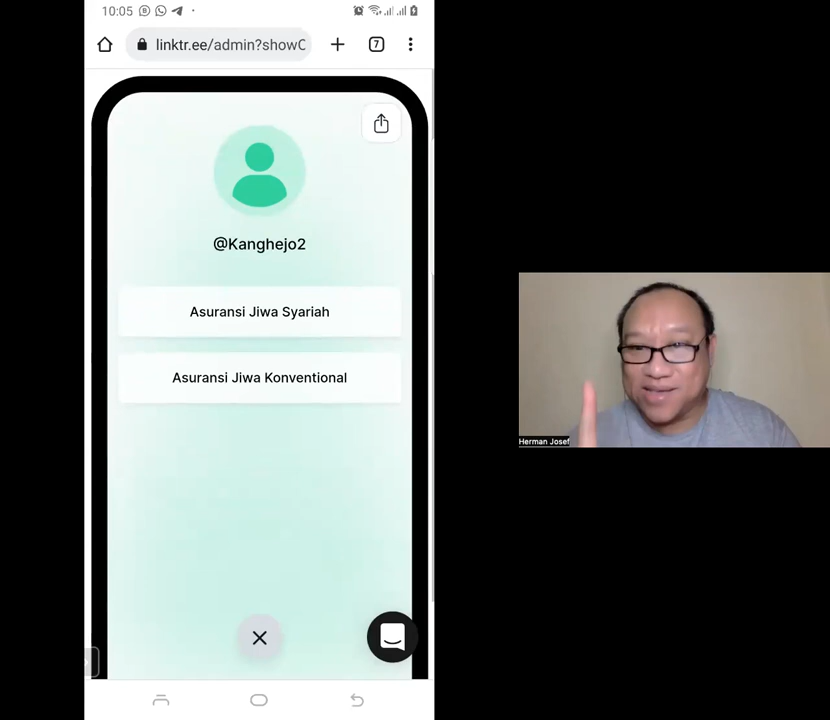 10:05
linktr.ee/admin?showC
7
@Kanghejo2
Asuransi Jiwa Syariah
Asuransi Jiwa Konventional
Herman Josef